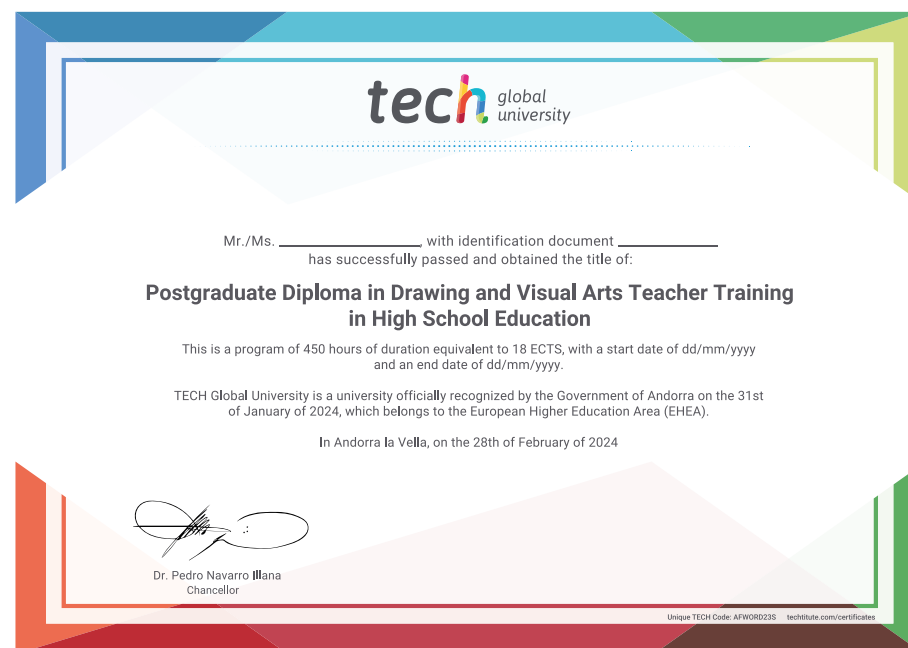 tech global
university
Mr./Ms. ____________, with identification document ____________
has successfully passed and obtained the title of:
Postgraduate Diploma in Drawing and Visual Arts Teacher Training
in High School Education
This is a program of 450 hours of duration equivalent to 18 ECTS, with a start date of dd/mm/yyyy
and an end date of dd/mm/yyyy.
TECH Global University is a university officially recognized by the Government of Andorra on the 31st
of January of 2024, which belongs to the European Higher Education Area (EHEA).
In Andorra la Vella, on the 28th of February of 2024
Dr. Pedro Navarro Illana
Chancellor
Unique TECH Code: AFWORD23S techtitute.com/certificates